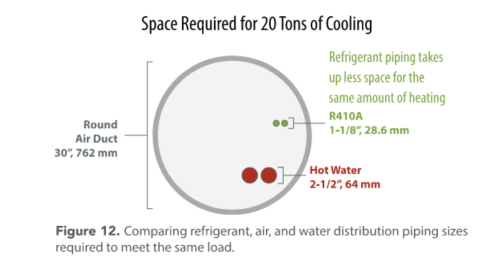 Space Required for 20 Tons of Cooling
Refrigerant piping takes
up less space for the
same amount of heating
R410A
1-1/8”, 28.6 mm
Round
Air Duct
30”, 762 mm
Hot Water
2-1/2”, 64 mm
Figure 12. Comparing refrigerant, air, and water distribution piping sizes
required to meet the same load.